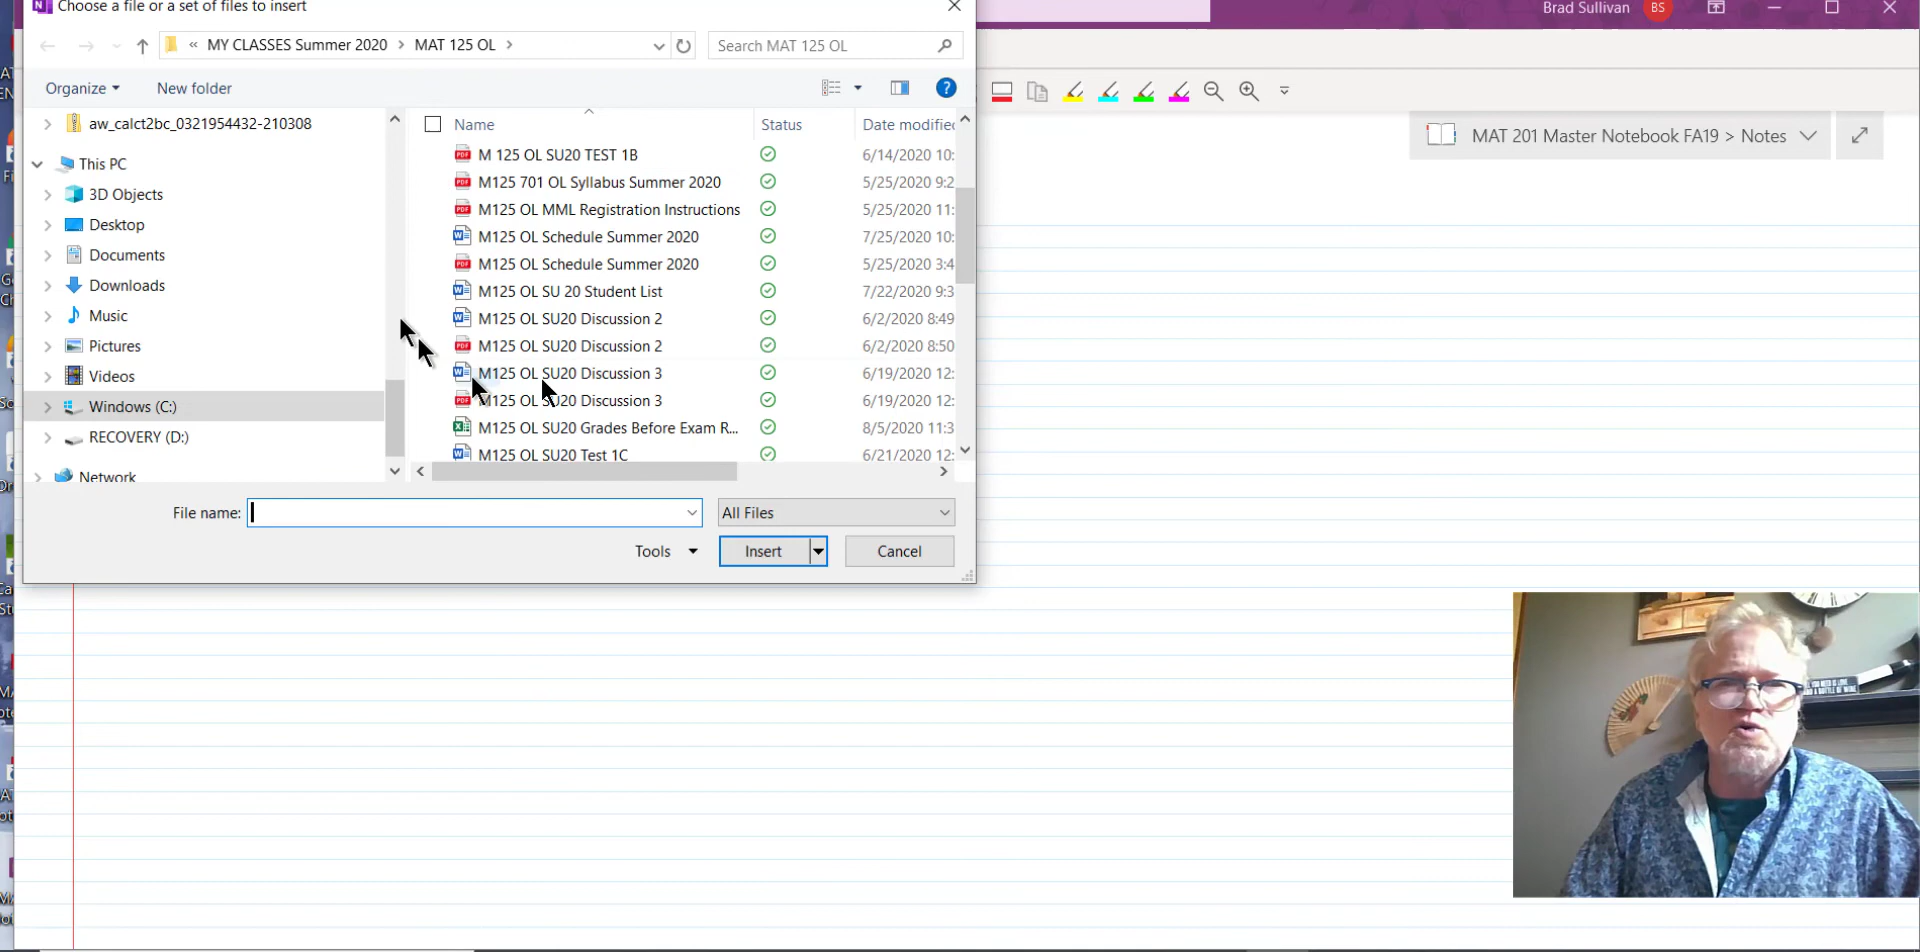 Choose a file or a set of files to insert
Brad Sullivan BS
« MY CLASSES Summer 2020 > MAT 125 OL >
Search MAT 125 OL
Organize
New folder
MAT 201 Master Notebook FA19 > Notes
Name Status Date modified
aw_calct2bc_0321954432-210308
This PC
3D Objects
Desktop
Documents
Downloads
Music
Pictures
Videos
Windows (C:)
RECOVERY (D:)
Network
M 125 OL SU20 TEST 1B 6/14/2020 10:
M125 701 OL Syllabus Summer 2020 5/25/2020 9:2
M125 OL MML Registration Instructions 5/25/2020 11:
M125 OL Schedule Summer 2020 7/25/2020 10:
M125 OL Schedule Summer 2020 5/25/2020 3:4
M125 OL SU 20 Student List 7/22/2020 9:3
M125 OL SU20 Discussion 2 6/2/2020 8:49
M125 OL SU20 Discussion 2 6/2/2020 8:50
M125 OL SU20 Discussion 3 6/19/2020 12:
M125 OL SU20 Discussion 3 6/19/2020 12:
M125 OL SU20 Grades Before Exam R... 8/5/2020 11:3
M125 OL SU20 Test 1C 6/21/2020 12:
File name:
All Files
Tools
Insert
Cancel